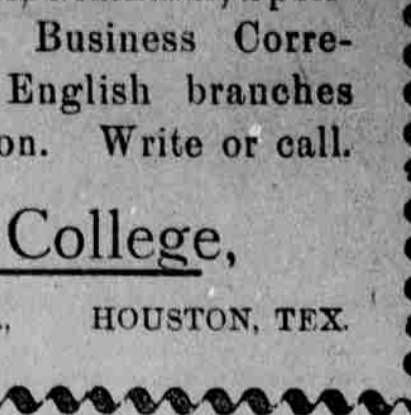 Business Corre-
English branches
on. Write or call.
College,
HOUSTON, TEX.